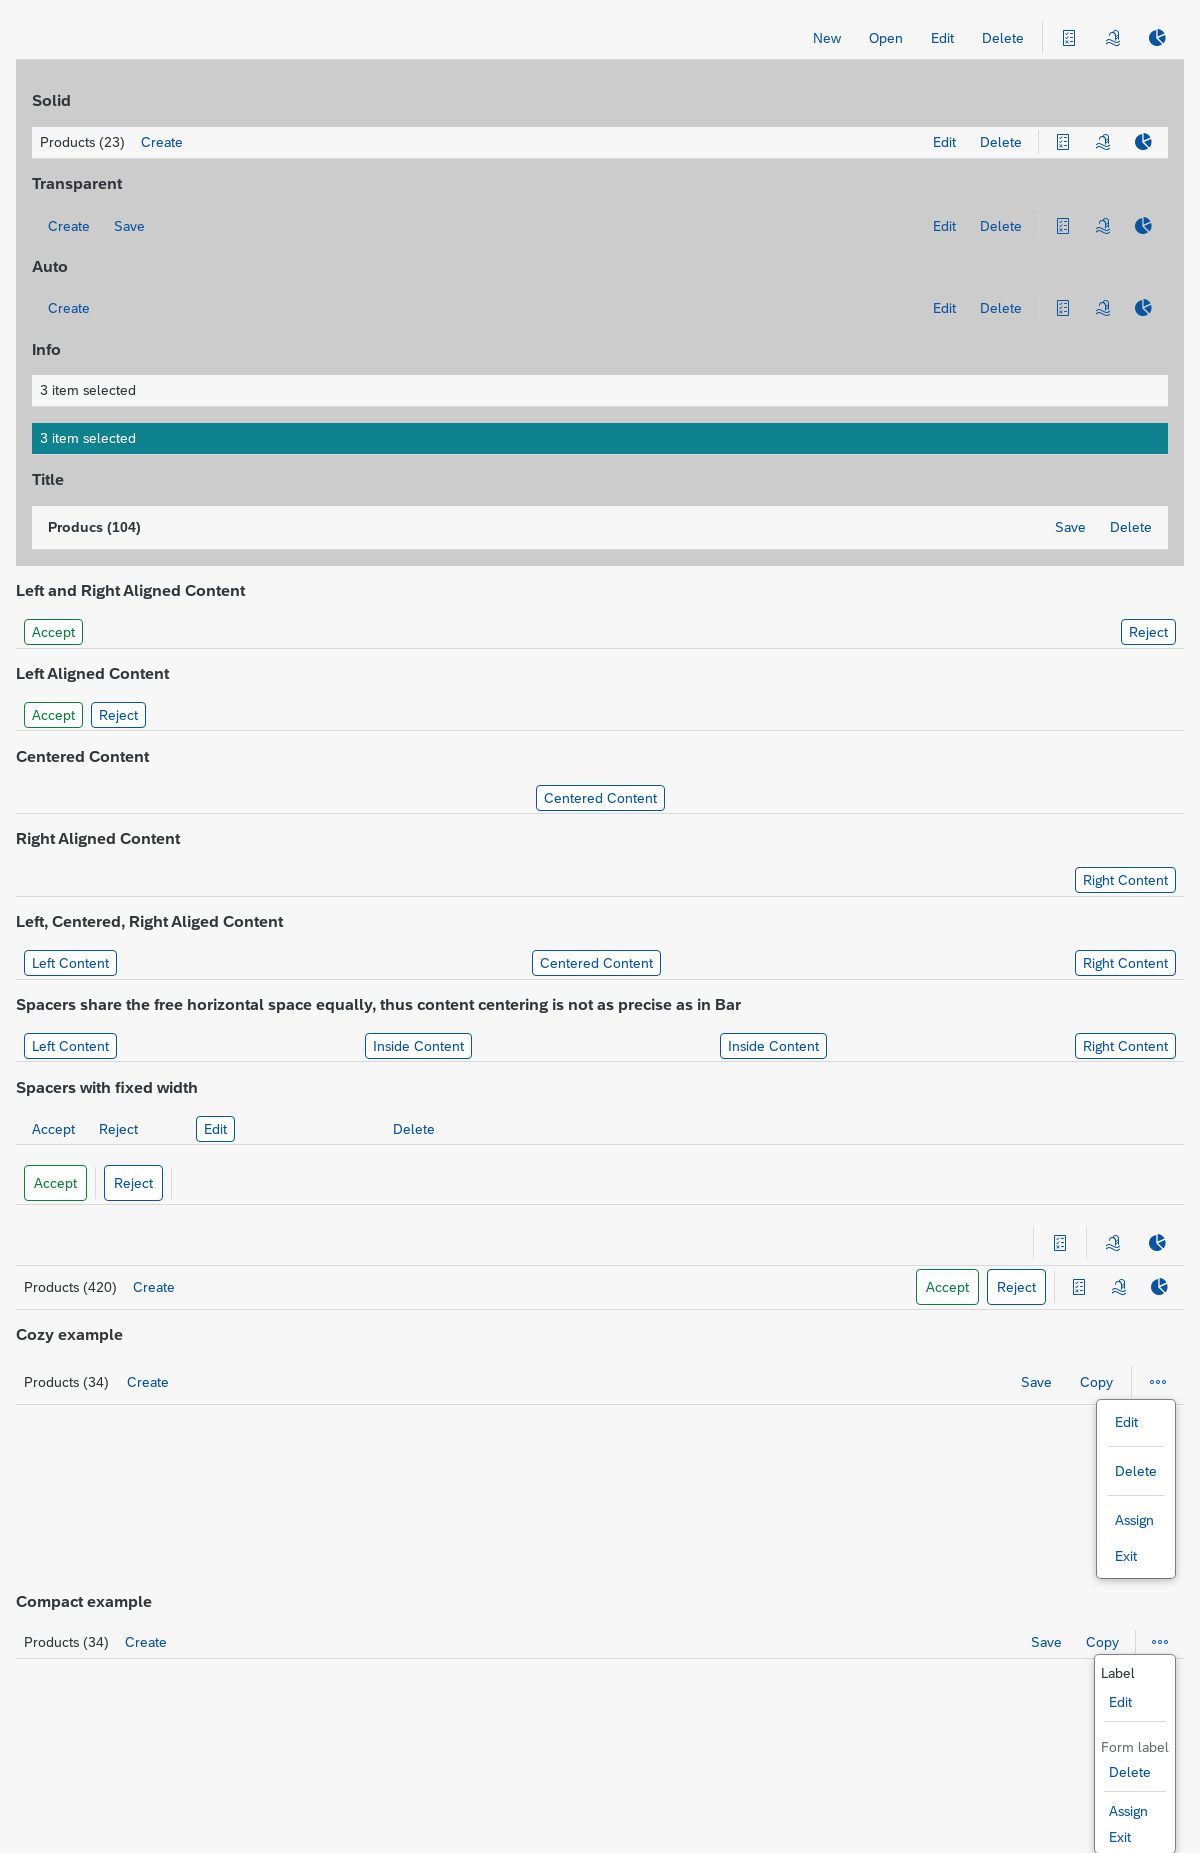 New Open Edit Delete
Solid
Products (23) Create Edit Delete
Transparent
Create Save Edit Delete
Auto
Create Edit Delete
Info
3 item selected
3 item selected
Title
Producs (104) Save Delete
Left and Right Aligned Content
Accept Reject
Left Aligned Content
Accept Reject
Centered Content
Centered Content
Right Aligned Content
Right Content
Left, Centered, Right Aliged Content
Left Content Centered Content Right Content
Spacers share the free horizontal space equally, thus content centering is not as precise as in Bar
Left Content Inside Content Inside Content Right Content
Spacers with fixed width
Accept Reject Edit Delete
Accept Reject
Products (420) Create Accept Reject
Cozy example
Products (34) Create Save Copy
Edit
Delete
Assign
Exit
Compact example
Products (34) Create Save Copy
Label
Edit
Form label
Delete
Assign
Exit